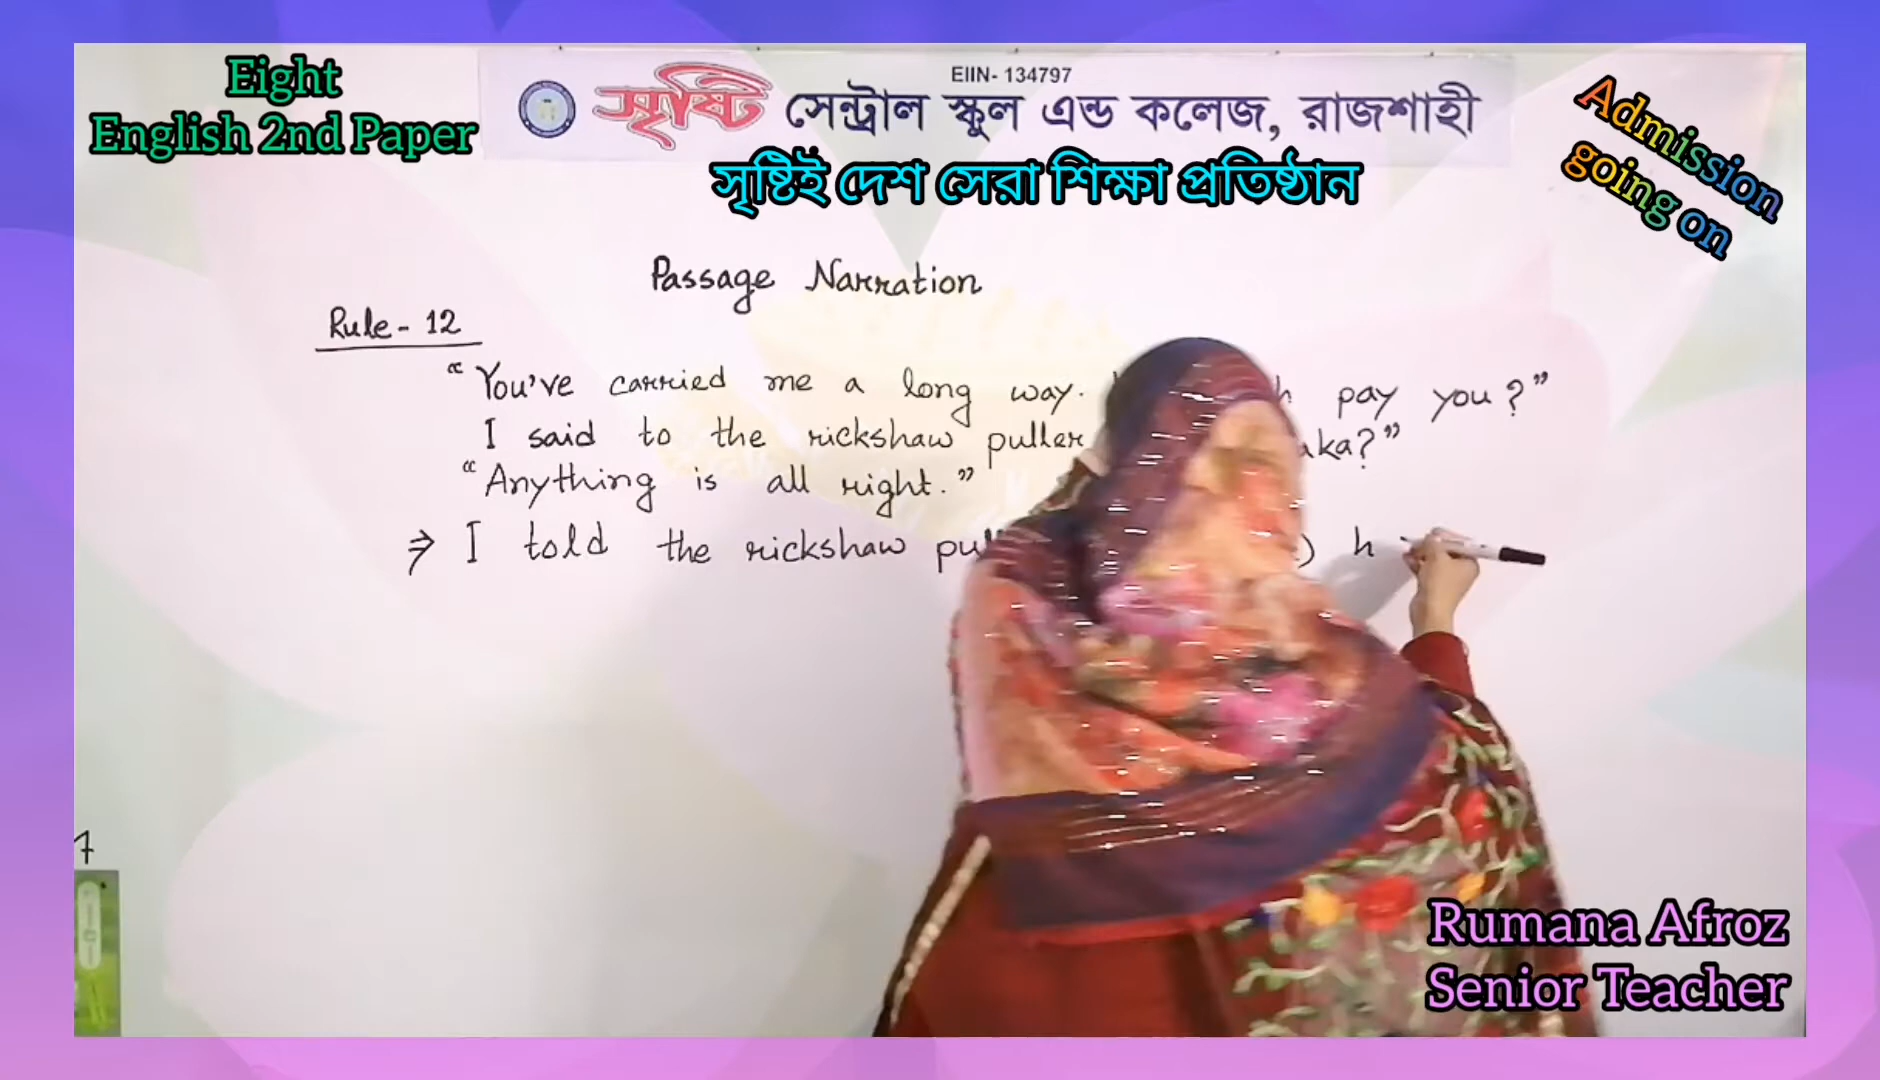 Eight
English 2nd Paper
EIIN- 134797
সৃষ্টি সেন্ট্রাল স্কুল এন্ড কলেজ, রাজশাহী
সৃষ্টিই দেশ সেরা শিক্ষা প্রতিষ্ঠান
Admission
going on
Passage Narration
Rule - 12
"You've carried me a long way. pay you?"
I said to the rickshaw puller
"Anything is all right."
⇒ I told the rickshaw
Rumana Afroz
Senior Teacher